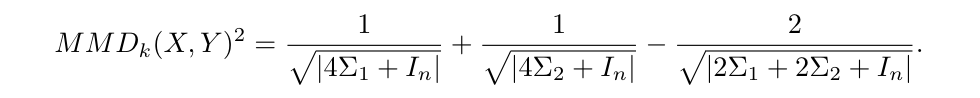 $MMD_k(X, Y)^2 = \frac{1}{\sqrt{|4\Sigma_1 + I_n|}} + \frac{1}{\sqrt{|4\Sigma_2 + I_n|}} - \frac{2}{\sqrt{|2\Sigma_1 + 2\Sigma_2 + I_n|}}.$